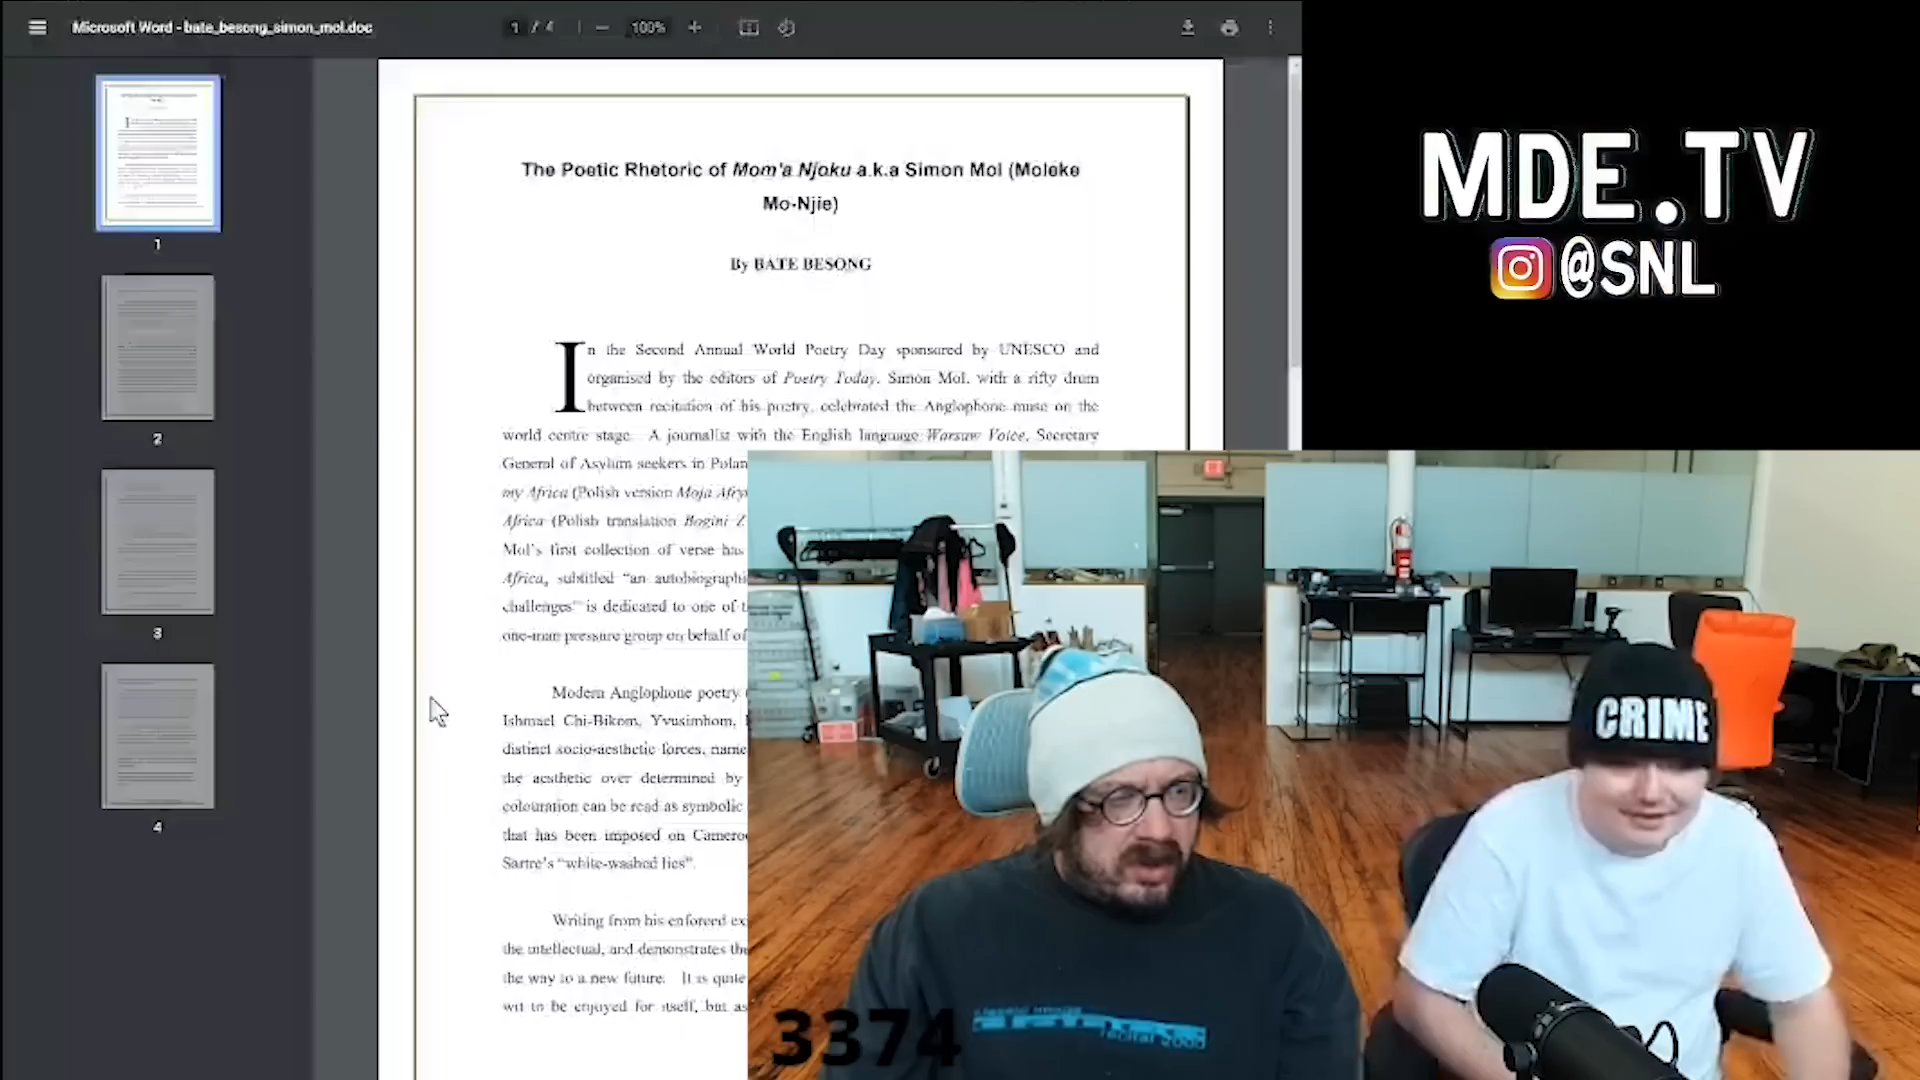 Microsoft Word - bate_besong_simon_mol.doc
1 / 4
100%
1
2
3
4
The Poetic Rhetoric of Mom'a Njoku a.k.a Simon Mol (Moleke
Mo-Njie)
By BATE BESONG
In the Second Annual World Poetry Day sponsored by UNESCO and
organised by the editors of Poetry Today, Simon Mol, with a rifty drum
between recitation of his poetry, celebrated the Anglophone muse on the
world centre stage. A journalist with the English language Warsaw Voice, Secretary
General of Asylum seekers in Polan
my Africa (Polish version Moja Afry
Africa (Polish translation Bogini Z
Mol's first collection of verse has
Africa, subtitled "an autobiographi
challenges" is dedicated to one of t
one-man pressure group on behalf of
Modern Anglophone poetry
Ishmael Chi-Bikom, Yvusimhom,
distinct socio-aesthetic forces, name
the aesthetic over determined by
colouration can be read as symbolic
that has been imposed on Cameroo
Sartre's "white-washed lies".
Writing from his enforced ex
the intellectual, and demonstrates the
the way to a new future. It is quite
wit to be enjoyed for itself, but as
MDE.TV
@SNL
CRIME
recital 2000
3374